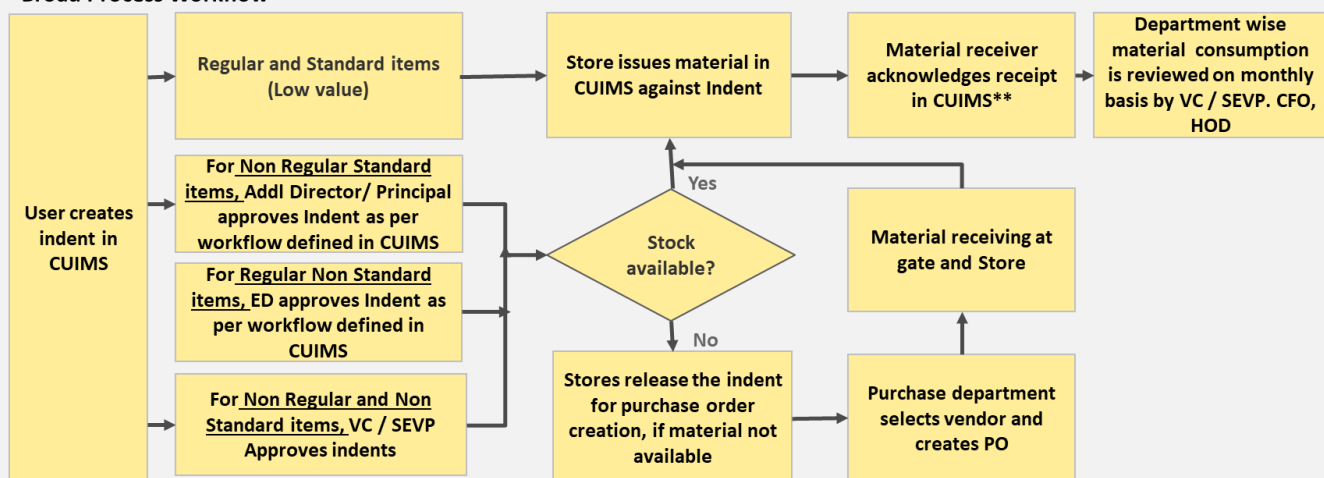 Broad Process Workflow
User creates
indent in
CUIMS
Regular and Standard items
(Low value)
For Non Regular Standard
items, Addl Director/ Principal
approves Indent as per
workflow defined in CUIMS
For Regular Non Standard
items, ED approves Indent as
per workflow defined in
CUIMS
For Non Regular and Non
Standard items, VC / SEVP
Approves indents
Store issues material in
CUIMS against Indent
Yes
Stock
available?
No
Stores release the indent
for purchase order
creation, if material not
available
Purchase department
selects vendor and
creates PO
Material receiving at
gate and Store
Material receiver
acknowledges receipt
in CUIMS**
Department wise
material consumption
is reviewed on monthly
basis by VC / SEVP. CFO,
HOD